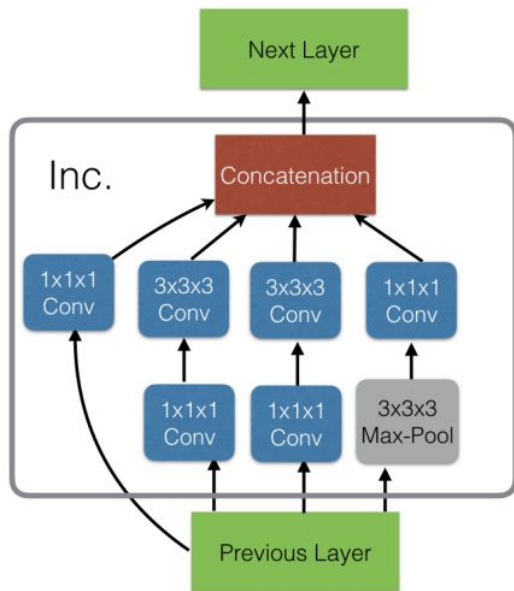 Next Layer
Inc.
Concatenation
1x1x1
Conv
3x3x3
Conv
3x3x3
Conv
1x1x1
Conv
1x1x1
Conv
1x1x1
Conv
3x3x3
Max-Pool
Previous Layer